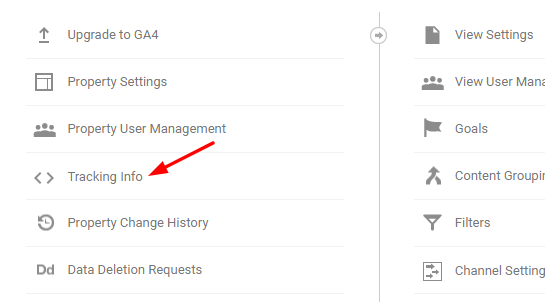 Upgrade to GA4
Property Settings
Property User Management
Tracking Info
Property Change History
Dd Data Deletion Requests
View Settings
View User Mana
Goals
Content Groupin
Filters
Channel Setting